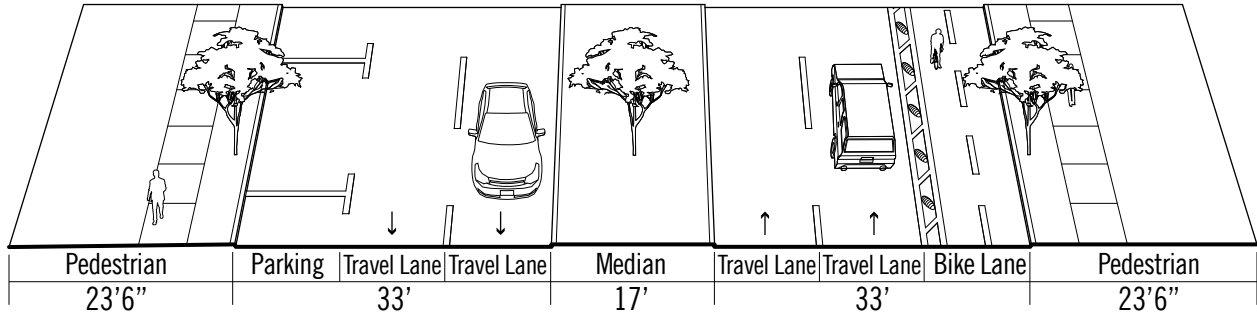 Pedestrian Parking Travel Lane Travel Lane Median Travel Lane Travel Lane Bike Lane Pedestrian
23'6” 33' 17' 33' 23'6”